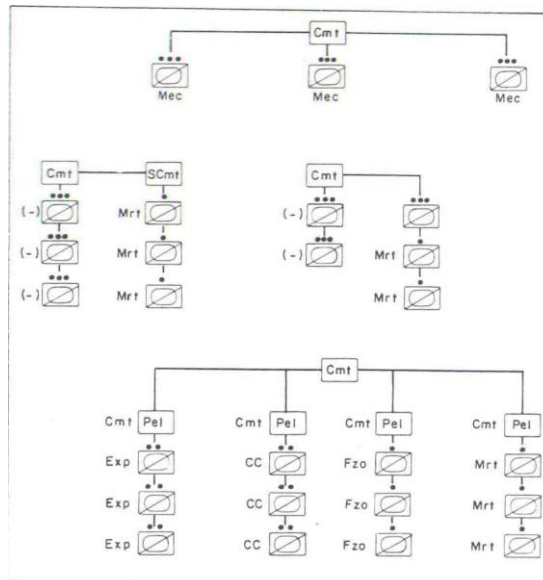 Cmt
Mec Mec Mec
Cmt SCmt Cmt
(-) Mrt (-)
(-) Mrt (-) Mrt
(-) Mrt Mrt
Cmt
Cmt Pel Cmt Pel Cmt Pel Cmt Pel
Exp CC Fzo Mrt
Exp CC Fzo Mrt
Exp CC Fzo Mrt